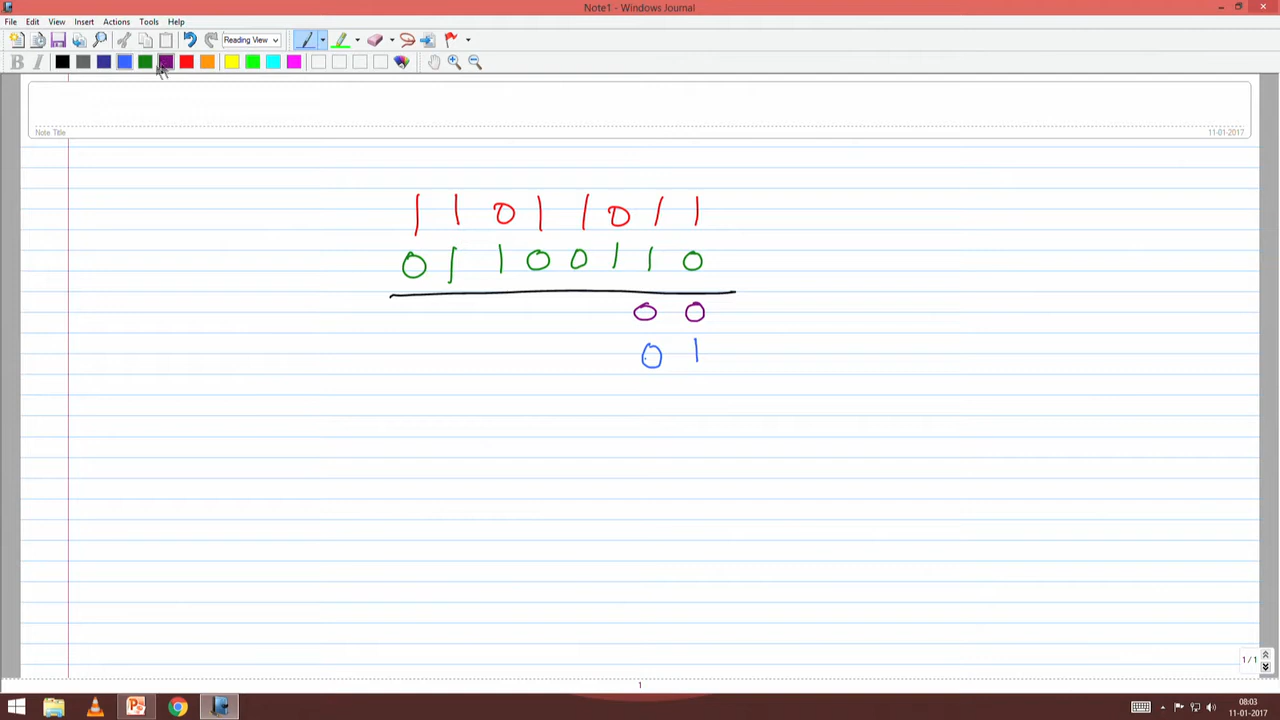 Note1 - Windows Journal
File Edit View Insert Actions Tools Help
Reading View
B I
Note Title
11-01-2017
1 1 0 1 1 0 1 1
0 1 1 0 0 1 1 0
0 0
0 1
1 / 1
1
08:03
11-01-2017